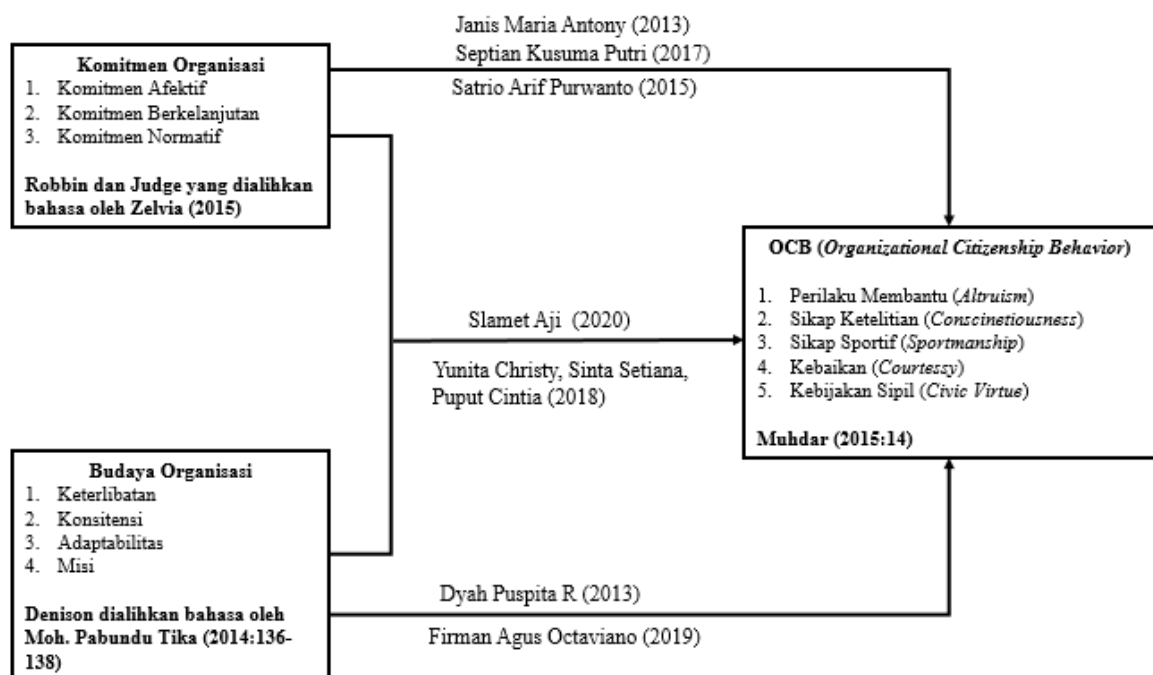 Janis Maria Antony (2013)
Septian Kusuma Putri (2017)
Satrio Arif Purwanto (2015)
Komitmen Organisasi
1. Komitmen Afektif
2. Komitmen Berkelanjutan
3. Komitmen Normatif
Robbin dan Judge yang dialihkan
bahasa oleh Zelvia (2015)
OCB (Organizational Citizenship Behavior)
1. Perilaku Membantu (Altruism)
2. Sikap Ketelitian (Conscinetiousness)
3. Sikap Sportif (Sportmanship)
4. Kebaikan (Courtessy)
5. Kebijakan Sipil (Civic Virtue)
Muhdar (2015:14)
Slamet Aji (2020)
Yunita Christy, Sinta Setiana,
Puput Cintia (2018)
Budaya Organisasi
1. Keterlibatan
2. Konsitensi
3. Adaptabilitas
4. Misi
Denison dialihkan bahasa oleh
Moh. Pabundu Tika (2014:136-
138)
Dyah Puspita R (2013)
Firman Agus Octaviano (2019)